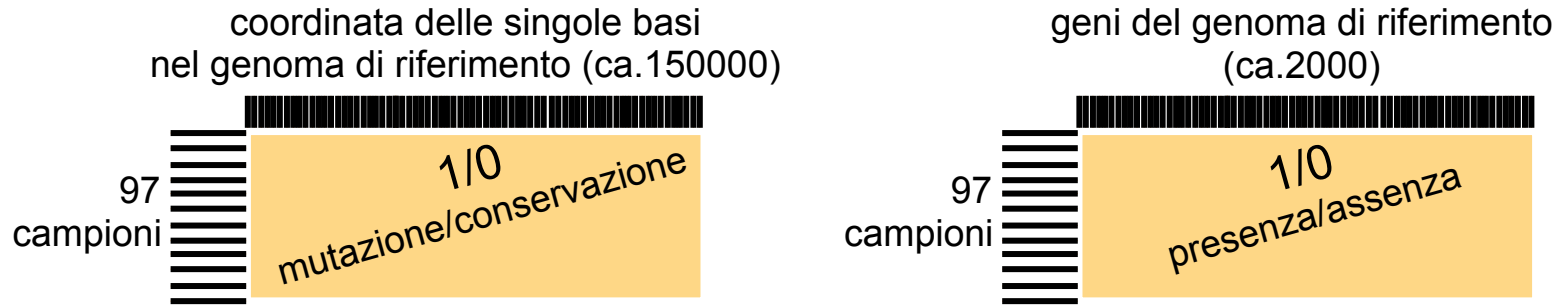 coordinata delle singole basi
nel genoma di riferimento (ca.150000)
97
campioni
1/0
mutazione/conservazione
geni del genoma di riferimento
(ca.2000)
97
campioni
1/0
presenza/assenza